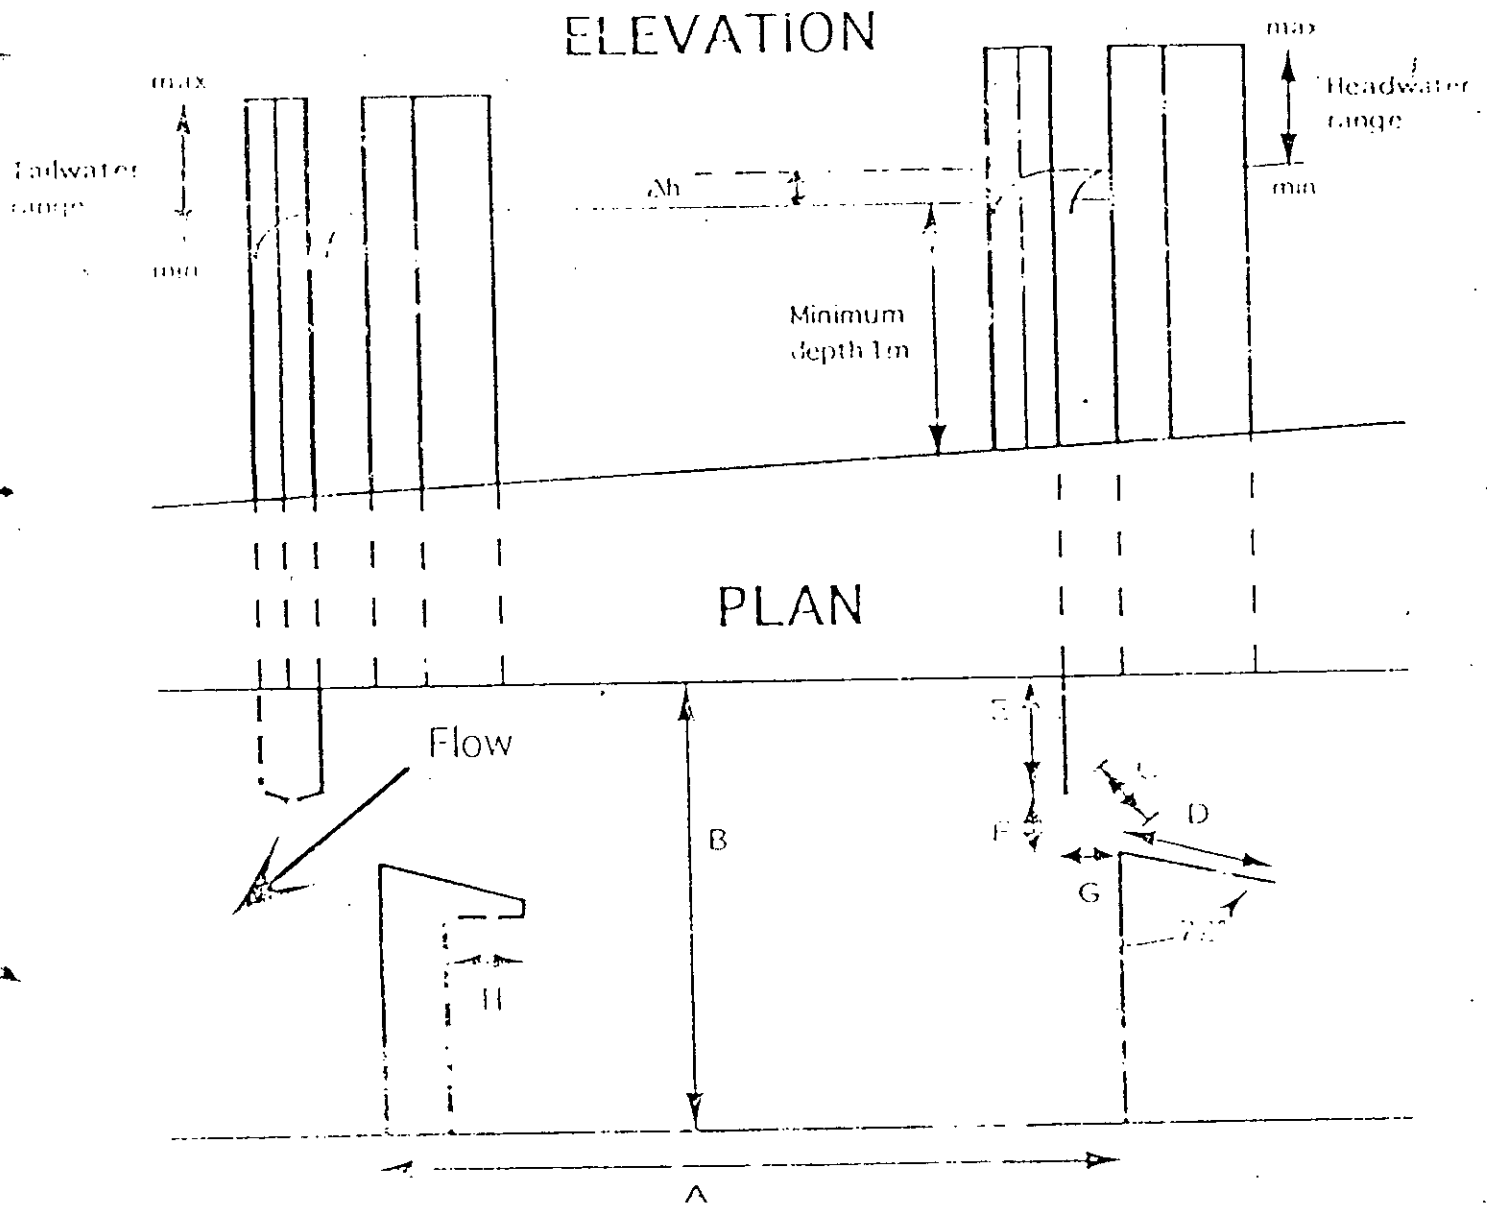 ELEVATION
max
max
Headwater
range
Tailwater
range
Δh
min
min
Minimum
depth 1m
PLAN
E
Flow
C
D
F
B
G
H
A